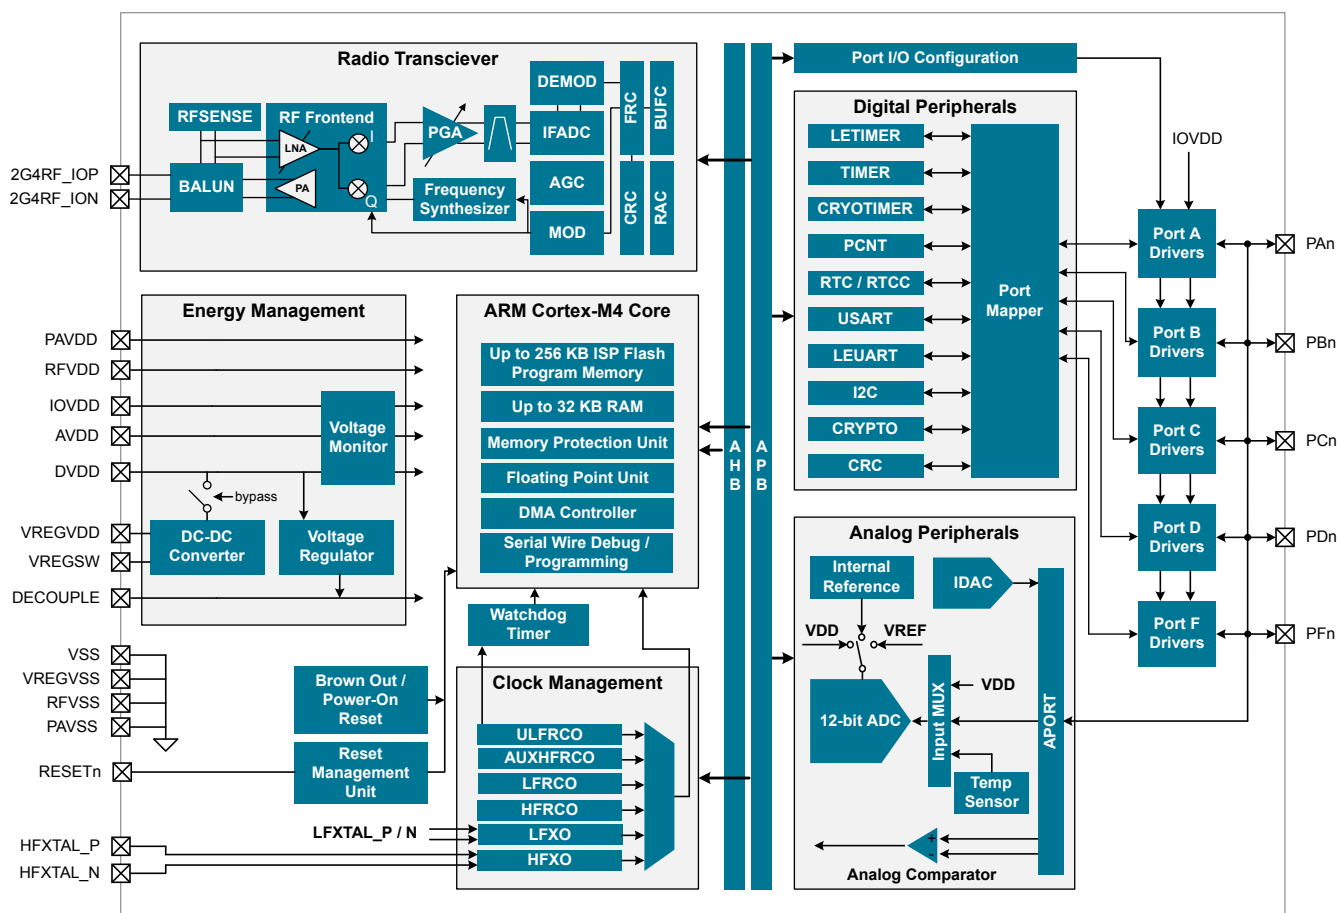 Radio Transciever
RFSENSE
RF Frontend
LNA
I
PA
Q
BALUN
PGA
DEMOD
IFADC
AGC
MOD
Frequency
Synthesizer
FRC
BUFC
CRC
RAC
2G4RF_IOP
2G4RF_ION
Energy Management
PAVDD
RFVDD
IOVDD
AVDD
DVDD
VREGVDD
VREGSW
DECOUPLE
Voltage
Monitor
bypass
DC-DC
Converter
Voltage
Regulator
VSS
VREGVSS
RFVSS
PAVSS
RESETn
HFXTAL_P
HFXTAL_N
Brown Out /
Power-On
Reset
Reset
Management
Unit
ARM Cortex-M4 Core
Up to 256 KB ISP Flash
Program Memory
Up to 32 KB RAM
Memory Protection Unit
Floating Point Unit
DMA Controller
Serial Wire Debug /
Programming
Watchdog
Timer
Clock Management
ULFRCO
AUXHFRCO
LFRCO
HFRCO
LFXO
HFXO
LFXTAL_P / N
AHB
APB
Port I/O Configuration
Digital Peripherals
LETIMER
TIMER
CRYOTIMER
PCNT
RTC / RTCC
USART
LEUART
I2C
CRYPTO
CRC
Port
Mapper
Analog Peripherals
Internal
Reference
IDAC
VDD
VREF
12-bit ADC
Input MUX
VDD
Temp
Sensor
APORT
+
-
Analog Comparator
IOVDD
Port A
Drivers
Port B
Drivers
Port C
Drivers
Port D
Drivers
Port F
Drivers
PAn
PBn
PCn
PDn
PFn